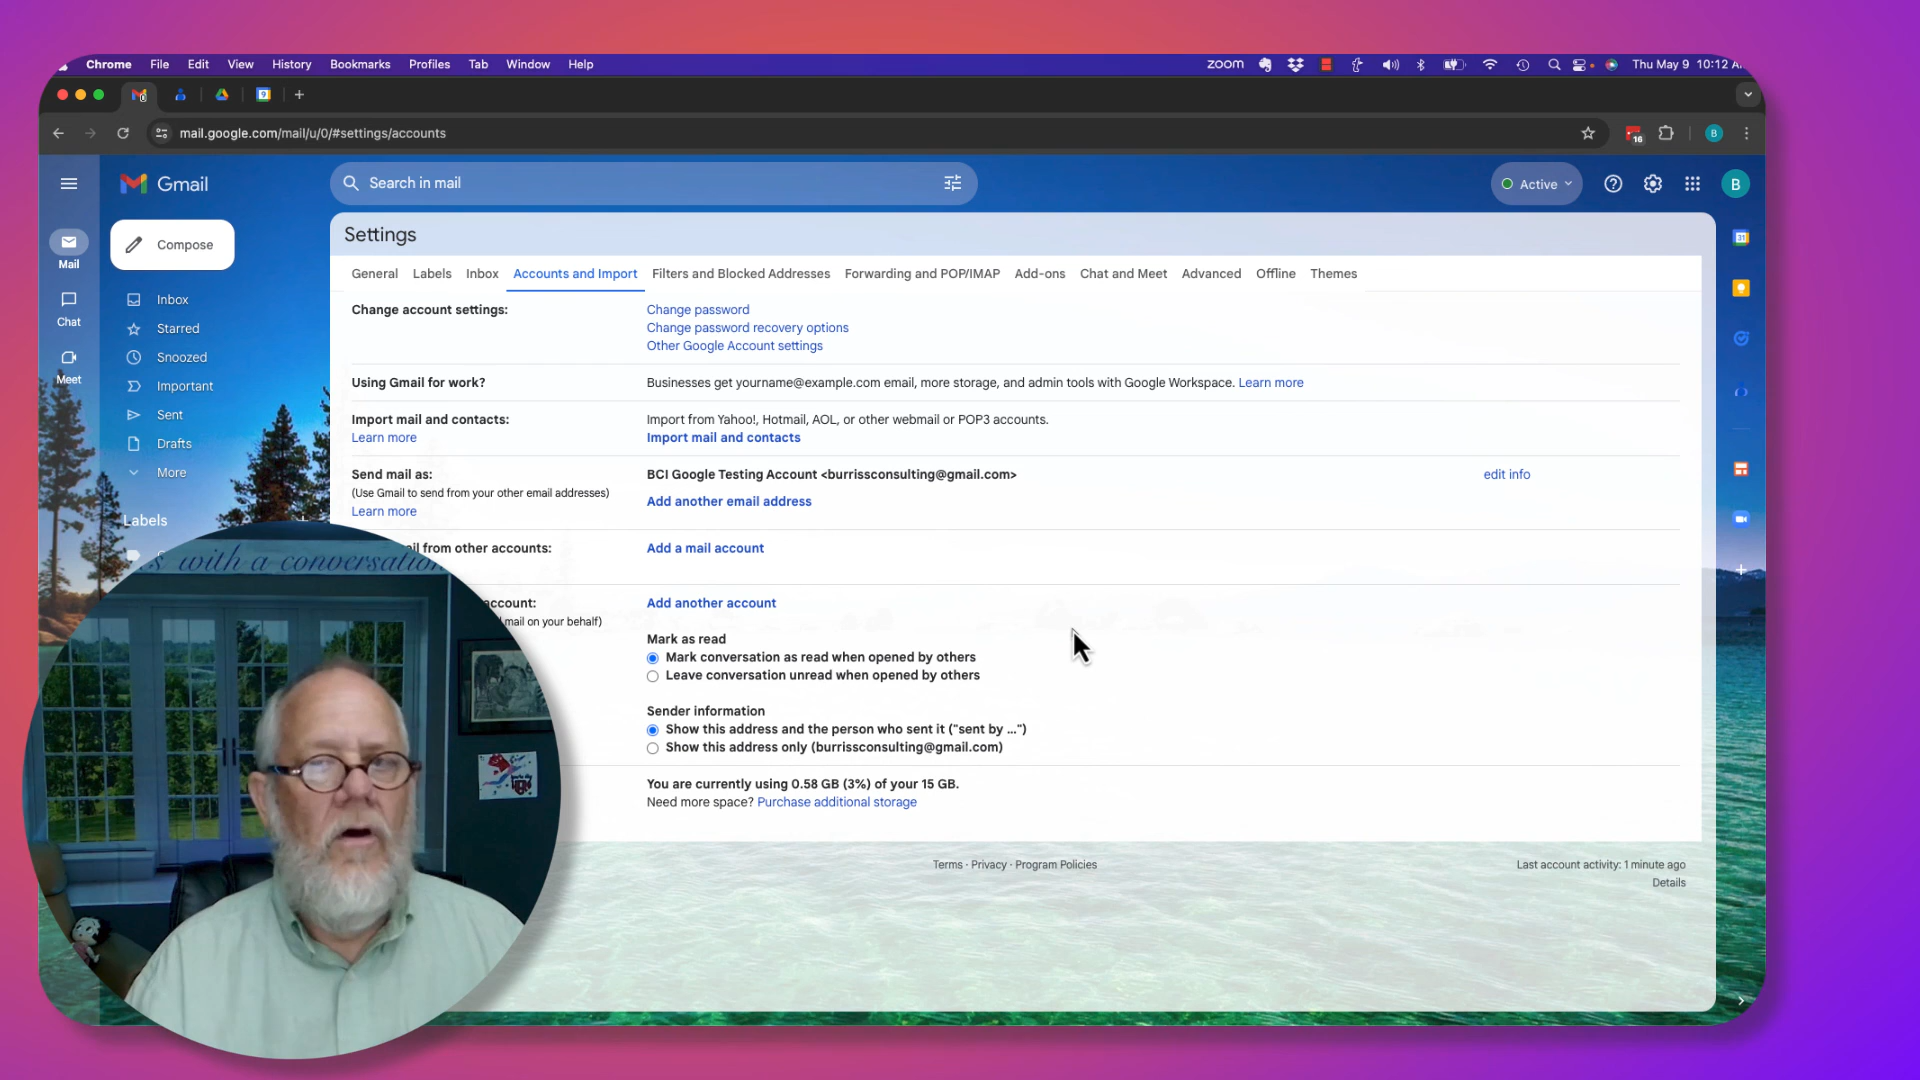 Chrome File Edit View History Bookmarks Profiles Tab Window Help
zoom
Thu May 9 10:12
mail.google.com/mail/u/0/#settings/accounts
16
B
Gmail
Search in mail
Active
B
Mail
Chat
Meet
Compose
Inbox
Starred
Snoozed
Important
Sent
Drafts
More
Labels
Settings
General Labels Inbox Accounts and Import Filters and Blocked Addresses Forwarding and POP/IMAP Add-ons Chat and Meet Advanced Offline Themes
Change account settings: Change password
Change password recovery options
Other Google Account settings
Using Gmail for work? Businesses get yourname@example.com email, more storage, and admin tools with Google Workspace. Learn more
Import mail and contacts: Import from Yahoo!, Hotmail, AOL, or other webmail or POP3 accounts.
Learn more Import mail and contacts
Send mail as: BCI Google Testing Account <burrissconsulting@gmail.com> edit info
(Use Gmail to send from your other email addresses)
Add another email address
Learn more
from other accounts: Add a mail account
account: Add another account
mail on your behalf)
Mark as read
Mark conversation as read when opened by others
Leave conversation unread when opened by others
Sender information
Show this address and the person who sent it ("sent by ...")
Show this address only (burrissconsulting@gmail.com)
You are currently using 0.58 GB (3%) of your 15 GB.
Need more space? Purchase additional storage
Terms · Privacy · Program Policies
Last account activity: 1 minute ago
Details
with a conversation